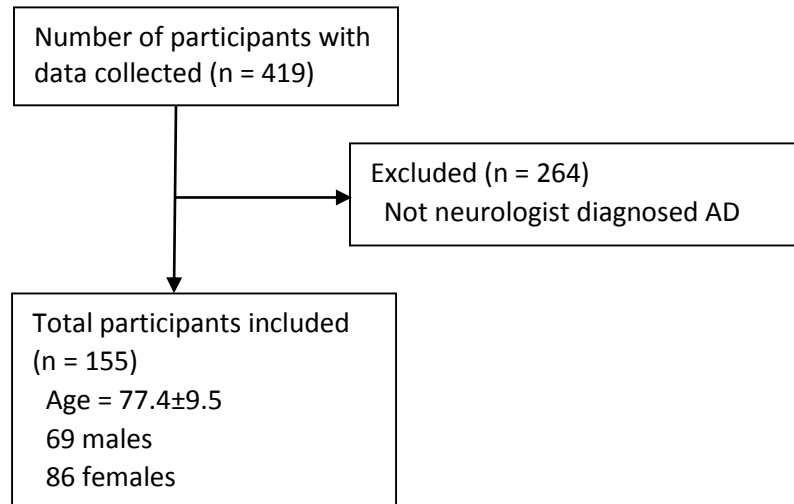 Number of participants with
data collected (n = 419)
Excluded (n = 264)
Not neurologist diagnosed AD
Total participants included
(n = 155)
Age = 77.4±9.5
69 males
86 females